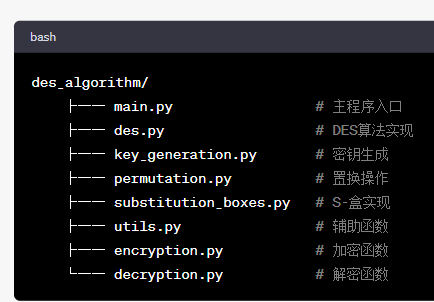 bash
des_algorithm/
├── main.py # 主程序入口
├── des.py # DES算法实现
├── key_generation.py # 密钥生成
├── permutation.py # 置换操作
├── substitution_boxes.py # S-盒实现
├── utils.py # 辅助函数
├── encryption.py # 加密函数
└── decryption.py # 解密函数